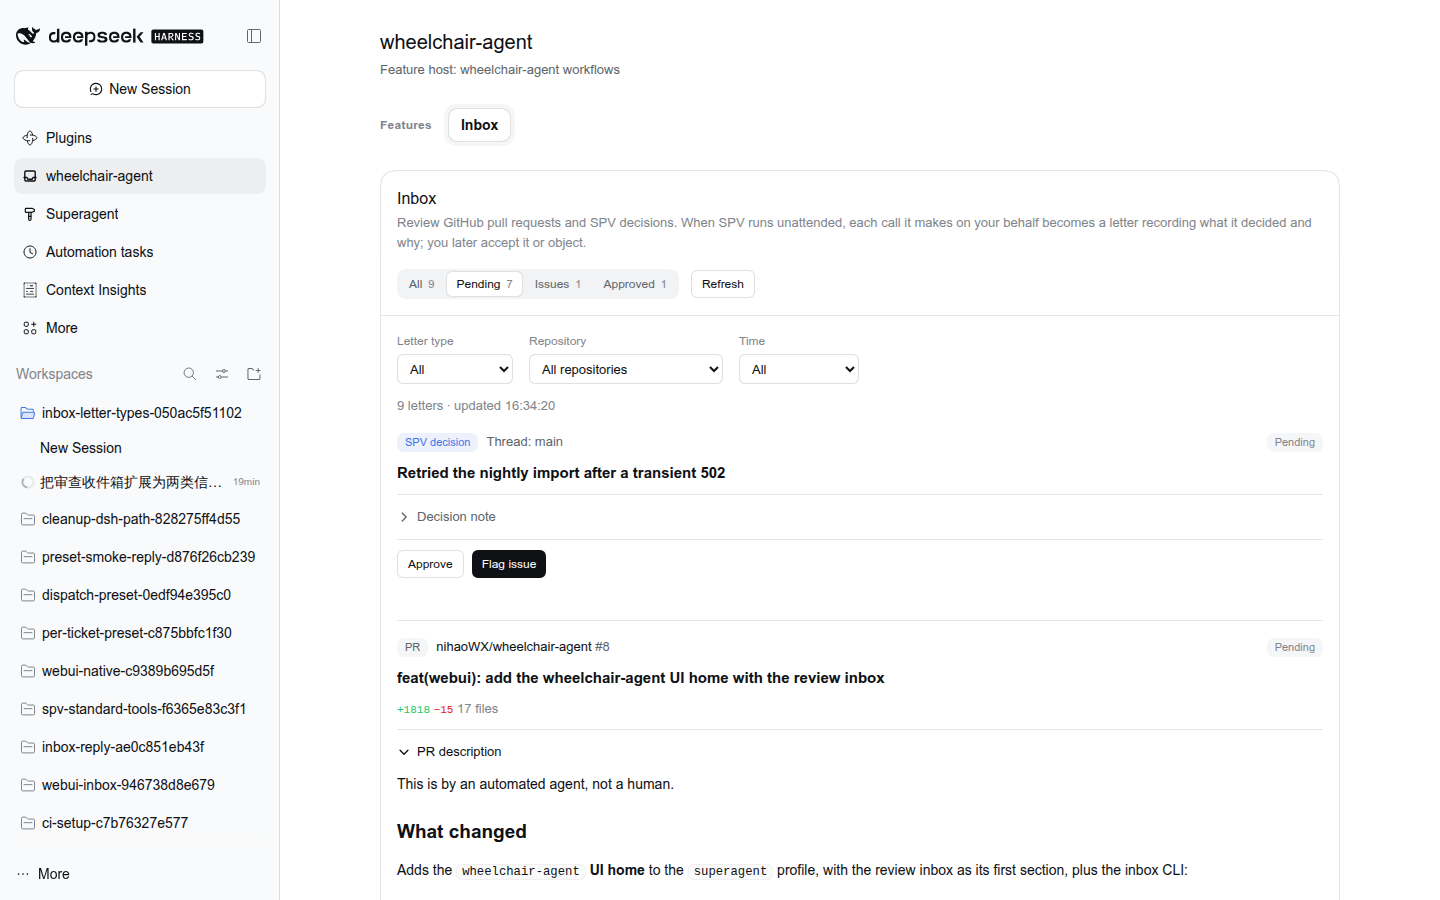 deepseek HARNESS
New Session
Plugins
wheelchair-agent
Superagent
Automation tasks
Context Insights
More
Workspaces
inbox-letter-types-050ac5f51102
New Session
把审查收件箱扩展为两类信… 19min
cleanup-dsh-path-828275ff4d55
preset-smoke-reply-d876f26cb239
dispatch-preset-0edf94e395c0
per-ticket-preset-c875bbfc1f30
webui-native-c9389b695d5f
spv-standard-tools-f6365e83c3f1
inbox-reply-ae0c851eb43f
webui-inbox-946738d8e679
ci-setup-c7b76327e577
More
wheelchair-agent
Feature host: wheelchair-agent workflows
Features Inbox
Inbox
Review GitHub pull requests and SPV decisions. When SPV runs unattended, each call it makes on your behalf becomes a letter recording what it decided and
why; you later accept it or object.
All 9 Pending 7 Issues 1 Approved 1 Refresh
Letter type Repository Time
All All repositories All
9 letters · updated 16:34:20
SPV decision Thread: main Pending
Retried the nightly import after a transient 502
Decision note
Approve Flag issue
PR nihaoWX/wheelchair-agent #8 Pending
feat(webui): add the wheelchair-agent UI home with the review inbox
+1818 −15 17 files
PR description
This is by an automated agent, not a human.
What changed
Adds the wheelchair-agent UI home to the superagent profile, with the review inbox as its first section, plus the inbox CLI: